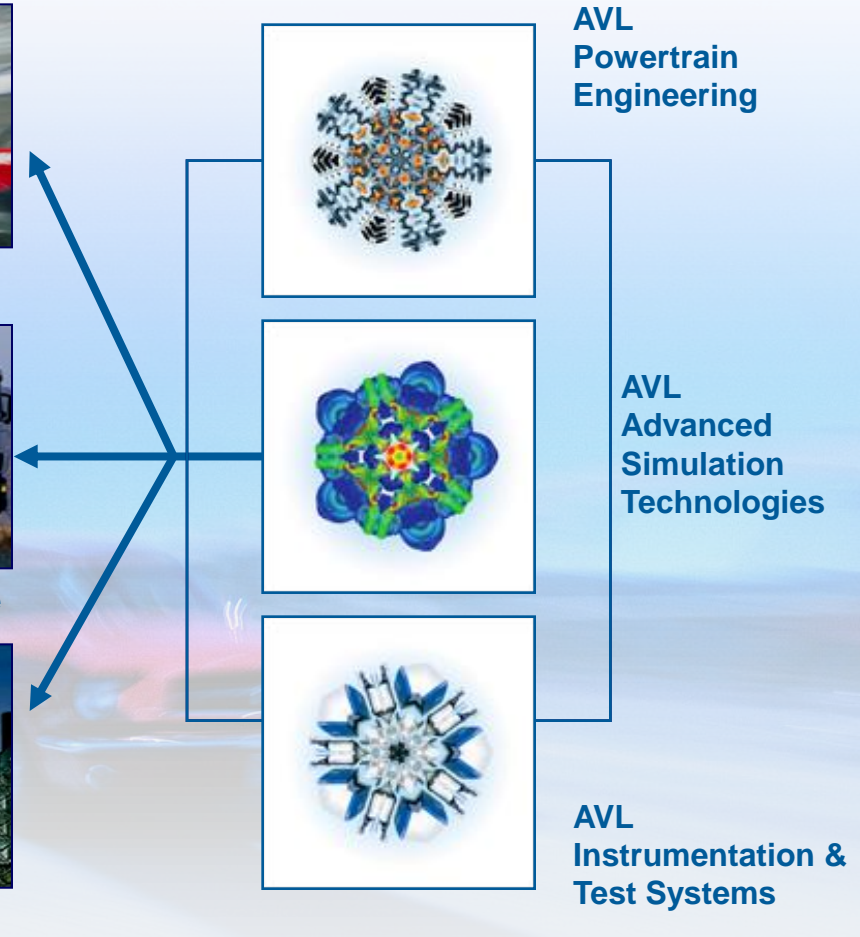 AVL
Powertrain
Engineering
AVL
Advanced
Simulation
Technologies
AVL
Instrumentation &
Test Systems